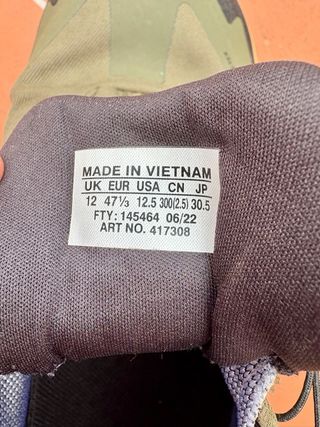 MADE IN VIETNAM
UK EUR USA CN JP
12 47⅓ 12.5 300(2.5) 30.5
FTY: 145464 06/22
ART NO. 417308